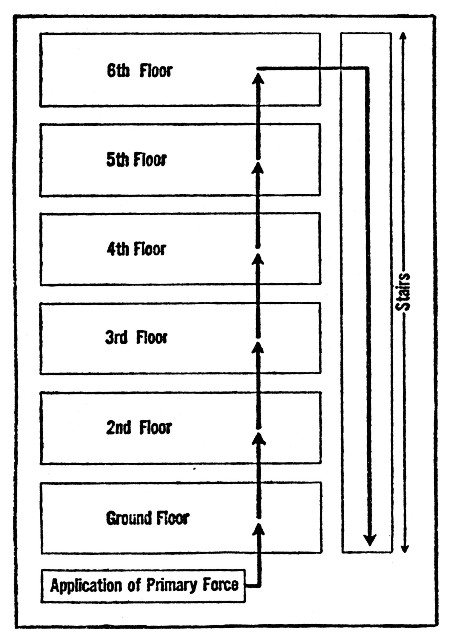 6th Floor
5th Floor
4th Floor
3rd Floor
2nd Floor
Ground Floor
Application of Primary Force
Stairs